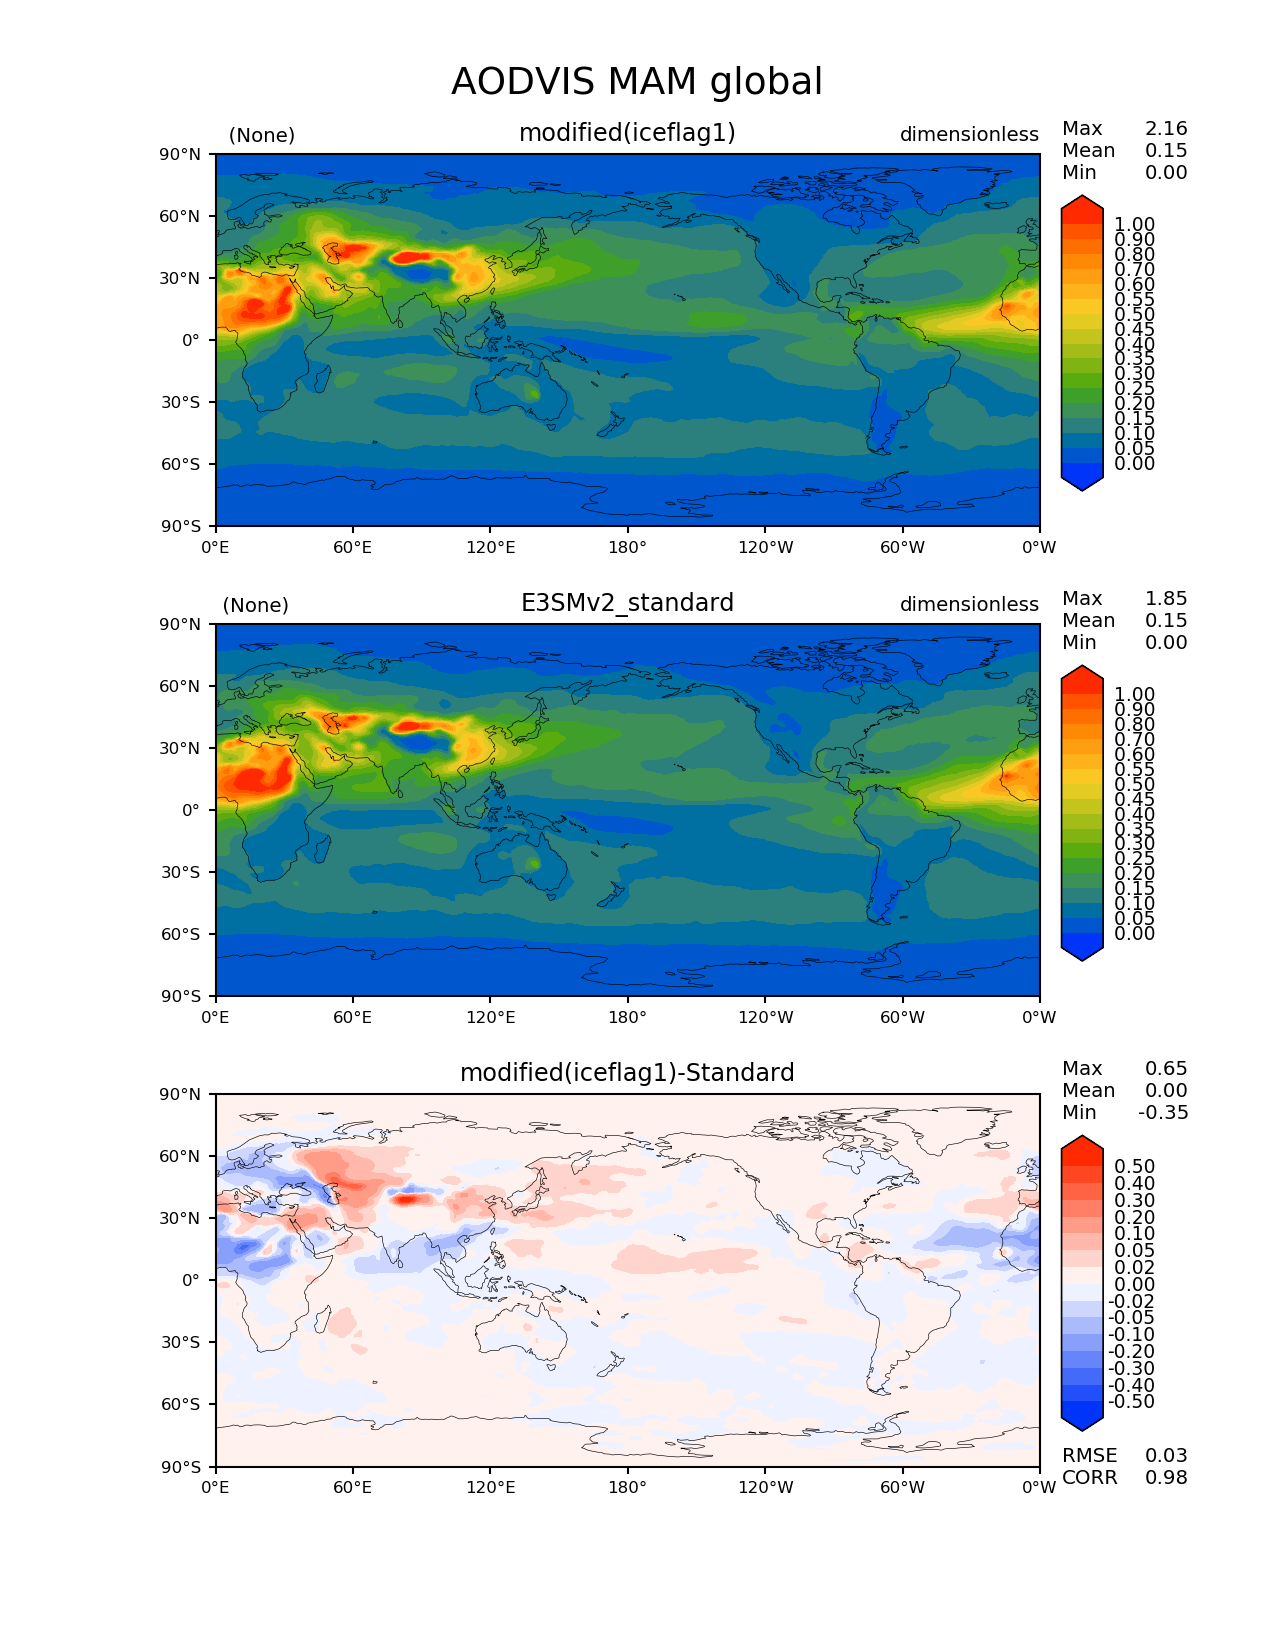 AODVIS MAM global
(None) modified(iceflag1) dimensionless
Max 2.16
Mean 0.15
Min 0.00
90°N
60°N
30°N
0°
30°S
60°S
90°S
0°E 60°E 120°E 180° 120°W 60°W 0°W
1.00
0.90
0.80
0.70
0.60
0.55
0.50
0.45
0.40
0.35
0.30
0.25
0.20
0.15
0.10
0.05
0.00
(None) E3SMv2_standard dimensionless
Max 1.85
Mean 0.15
Min 0.00
90°N
60°N
30°N
0°
30°S
60°S
90°S
0°E 60°E 120°E 180° 120°W 60°W 0°W
1.00
0.90
0.80
0.70
0.60
0.55
0.50
0.45
0.40
0.35
0.30
0.25
0.20
0.15
0.10
0.05
0.00
modified(iceflag1)-Standard
Max 0.65
Mean 0.00
Min -0.35
90°N
60°N
30°N
0°
30°S
60°S
90°S
0°E 60°E 120°E 180° 120°W 60°W 0°W
0.50
0.40
0.30
0.20
0.10
0.05
0.02
0.00
-0.02
-0.05
-0.10
-0.20
-0.30
-0.40
-0.50
RMSE 0.03
CORR 0.98